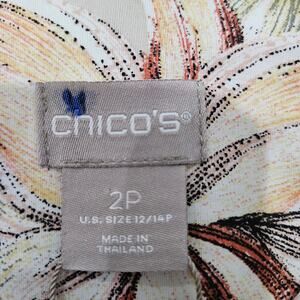 chico's®
2P
U.S. SIZE 12/14P
MADE IN
THAILAND